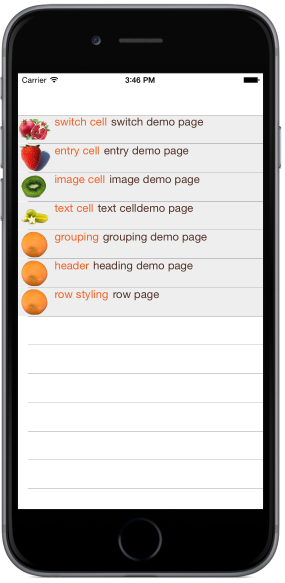 Carrier 3:46 PM
switch cell switch demo page
entry cell entry demo page
image cell image demo page
text cell text celldemo page
grouping grouping demo page
header heading demo page
row styling row page